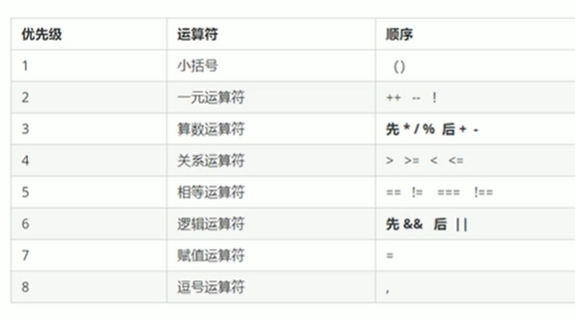 优先级 运算符 顺序
1 小括号 （）
2 一元运算符 ++ -- !
3 算数运算符 先 * / % 后 + -
4 关系运算符 > >= < <=
5 相等运算符 == != === !==
6 逻辑运算符 先 && 后 ||
7 赋值运算符 =
8 逗号运算符 ,